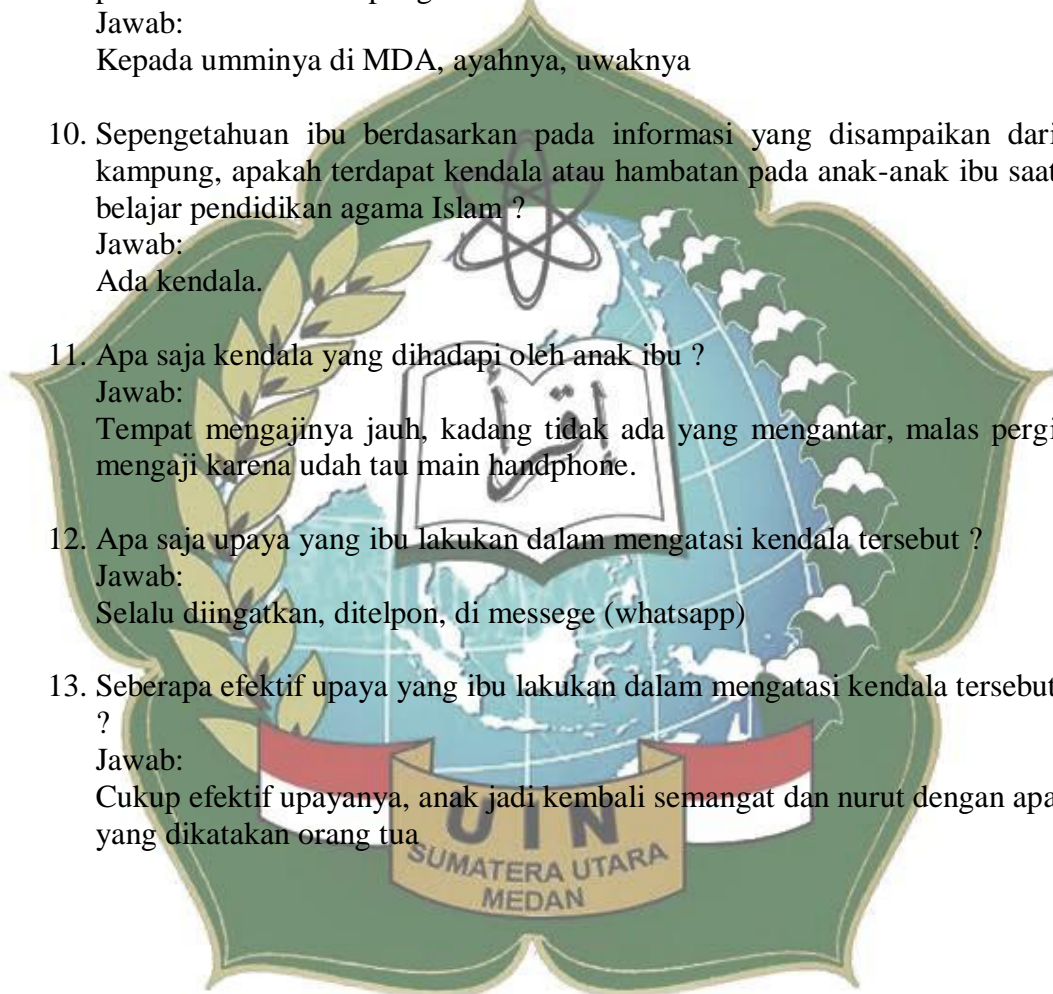 Jawab:
Kepada umminya di MDA, ayahnya, uwaknya
10. Sepengetahuan ibu berdasarkan pada informasi yang disampaikan dari
kampung, apakah terdapat kendala atau hambatan pada anak-anak ibu saat
belajar pendidikan agama Islam ?
Jawab:
Ada kendala.
11. Apa saja kendala yang dihadapi oleh anak ibu ?
Jawab:
Tempat mengajinya jauh, kadang tidak ada yang mengantar, malas pergi
mengaji karena udah tau main handphone.
12. Apa saja upaya yang ibu lakukan dalam mengatasi kendala tersebut ?
Jawab:
Selalu diingatkan, ditelpon, di messege (whatsapp)
13. Seberapa efektif upaya yang ibu lakukan dalam mengatasi kendala tersebut
?
Jawab:
Cukup efektif upayanya, anak jadi kembali semangat dan nurut dengan apa
yang dikatakan orang tua
إقرأ
UIN
SUMATERA UTARA
MEDAN